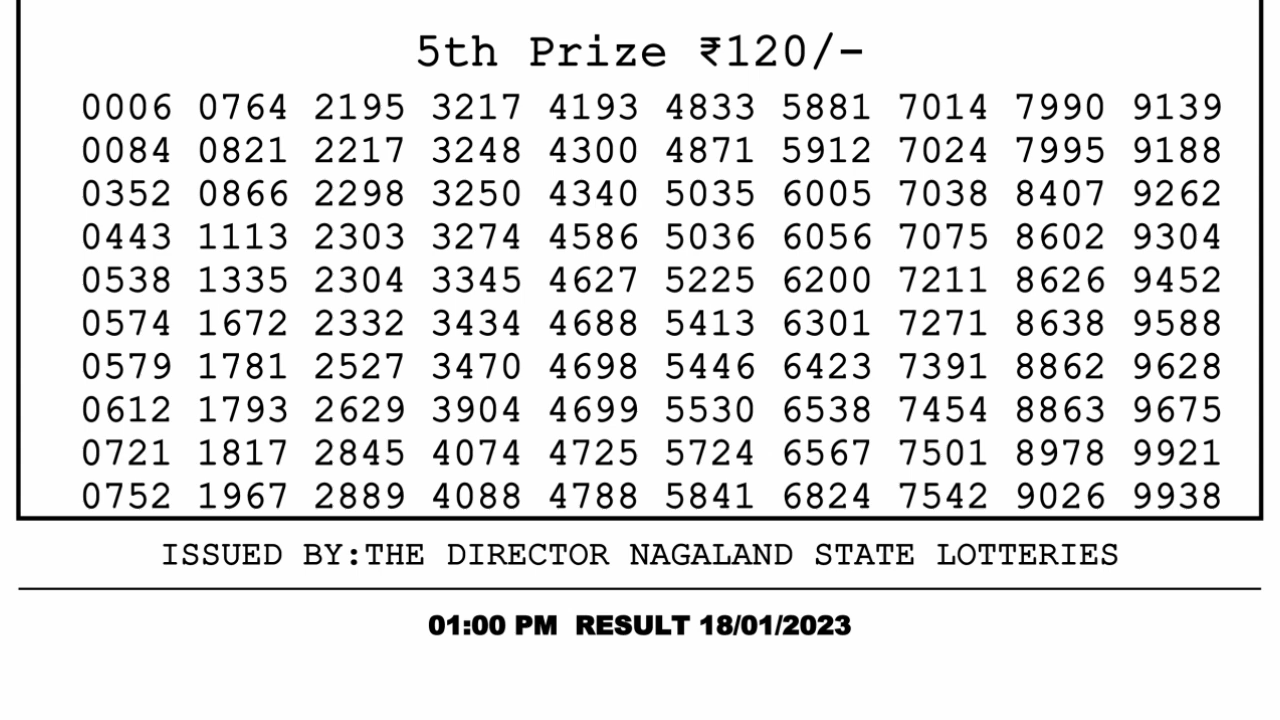 5th Prize ₹120/-
0006 0764 2195 3217 4193 4833 5881 7014 7990 9139
0084 0821 2217 3248 4300 4871 5912 7024 7995 9188
0352 0866 2298 3250 4340 5035 6005 7038 8407 9262
0443 1113 2303 3274 4586 5036 6056 7075 8602 9304
0538 1335 2304 3345 4627 5225 6200 7211 8626 9452
0574 1672 2332 3434 4688 5413 6301 7271 8638 9588
0579 1781 2527 3470 4698 5446 6423 7391 8862 9628
0612 1793 2629 3904 4699 5530 6538 7454 8863 9675
0721 1817 2845 4074 4725 5724 6567 7501 8978 9921
0752 1967 2889 4088 4788 5841 6824 7542 9026 9938
ISSUED BY:THE DIRECTOR NAGALAND STATE LOTTERIES
01:00 PM RESULT 18/01/2023